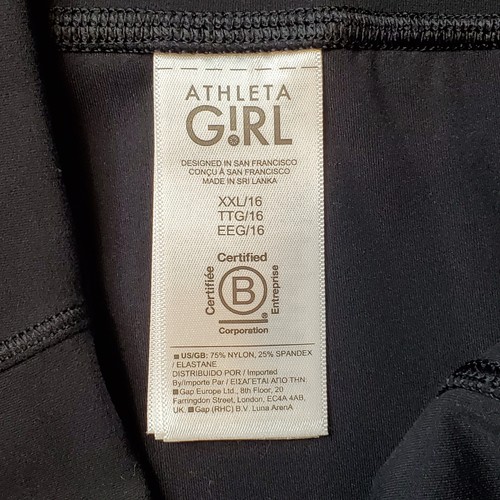 ATHLETA
G!RL
DESIGNED IN SAN FRANCISCO
CONÇU À SAN FRANCISCO
MADE IN SRI LANKA
XXL/16
TTG/16
EEG/16
Certified
Certifiée
B
Entreprise
Corporation
■ US/GB: 75% NYLON, 25% SPANDEX
/ ELASTANE
DISTRIBUIDO POR / Imported
By/Importe Par / ΕΙΣΑΓΕΤΑΙ ΑΠΟ ΤΗΝ
■ Gap Europe Ltd., 8th Floor, 20
Farringdon Street, London, EC4A 4AB,
UK. ■ Gap (RHC) B.V. Luna ArenA